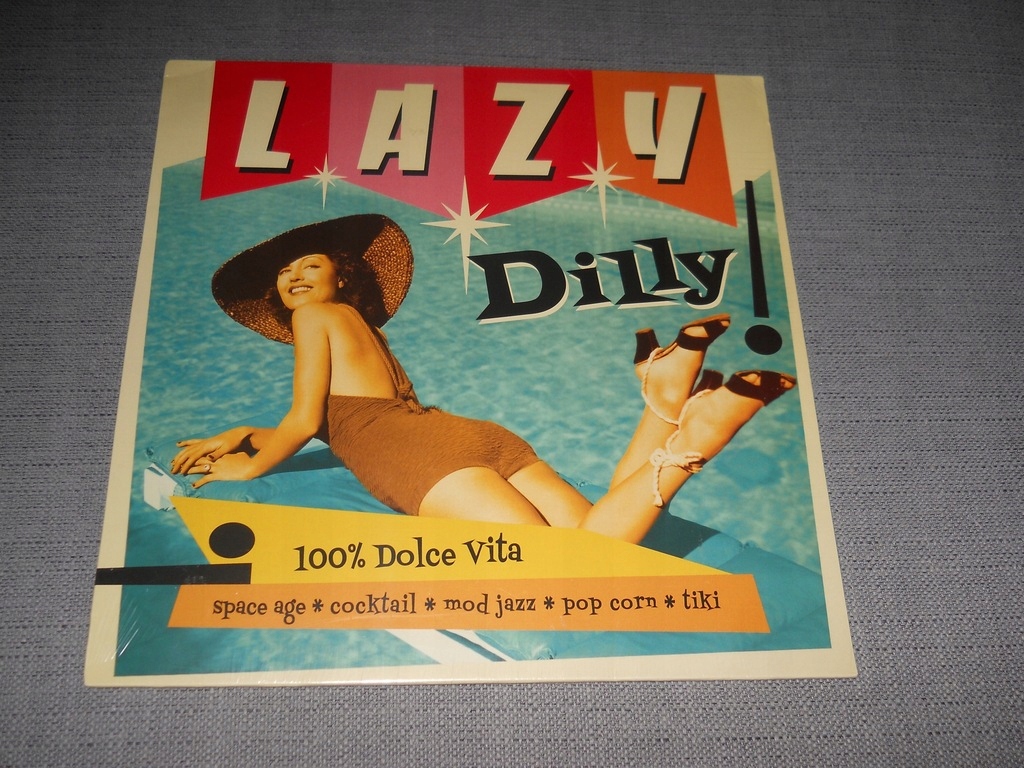 LAZY
Dilly!
100% Dolce Vita
space age * cocktail * mod jazz * pop corn * tiki